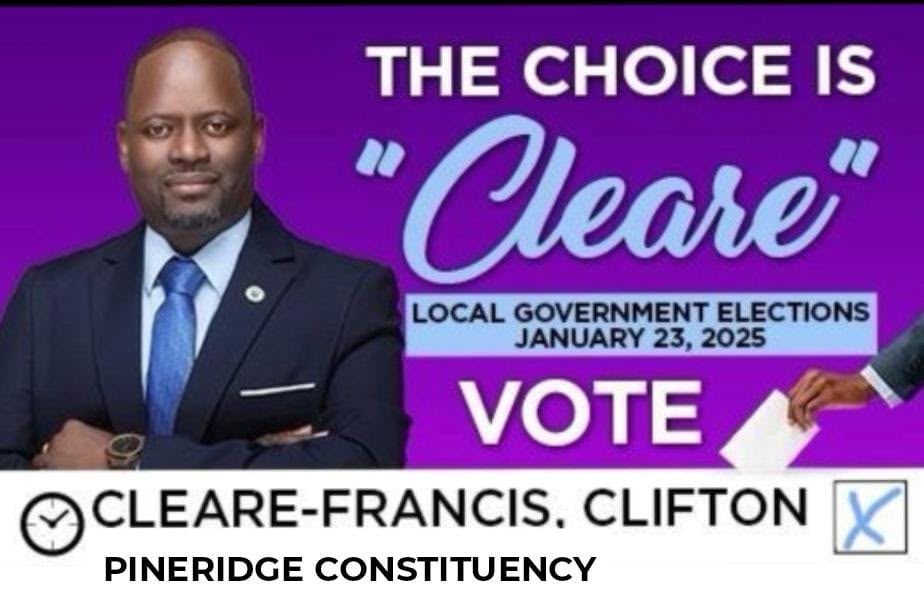 THE CHOICE IS
"Cleare"
LOCAL GOVERNMENT ELECTIONS
JANUARY 23, 2025
VOTE
CLEARE-FRANCIS, CLIFTON X
PINERIDGE CONSTITUENCY